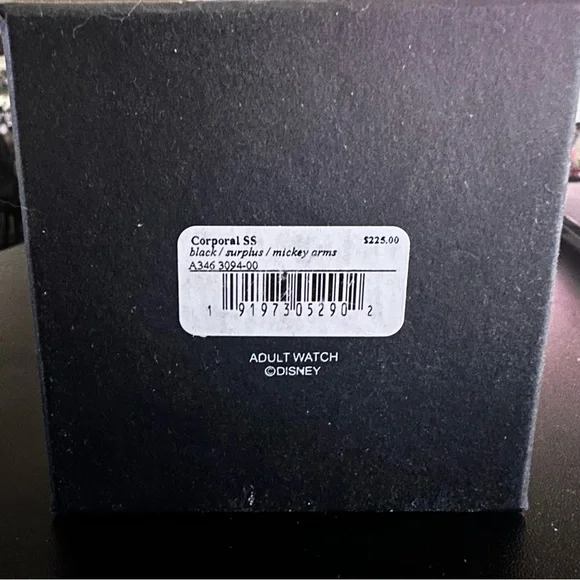 Corporal SS $225.00
black / surplus / mickey arms
A346 3094-00
1 91973 05290 2
ADULT WATCH
©DISNEY